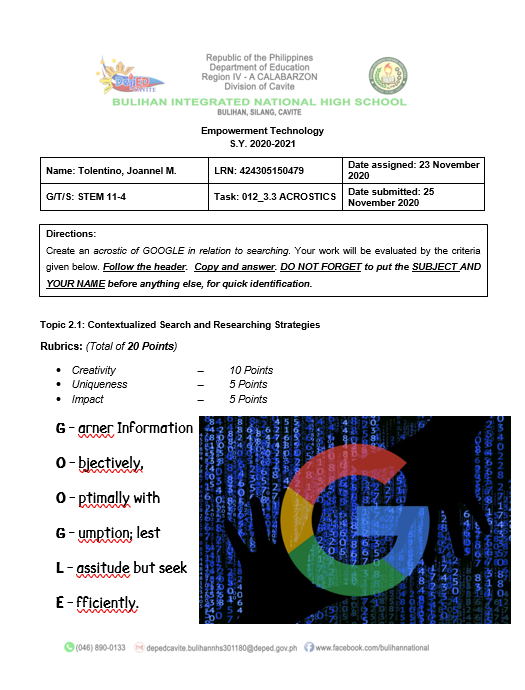 Republic of the Philippines
Department of Education
Region IV - A CALABARZON
Division of Cavite
DepED
CAVITE
BULIHAN INTEGRATED NATIONAL HIGH SCHOOL
BULIHAN, SILANG, CAVITE
Empowerment Technology
S.Y. 2020-2021
Name: Tolentino, Joannel M.
LRN: 424305150479
Date assigned: 23 November
2020
G/T/S: STEM 11-4
Task: 012_3.3 ACROSTICS
Date submitted: 25
November 2020
Directions:
Create an acrostic of GOOGLE in relation to searching. Your work will be evaluated by the criteria
given below. Follow the header. Copy and answer. DO NOT FORGET to put the SUBJECT AND
YOUR NAME before anything else, for quick identification.
Topic 2.1: Contextualized Search and Researching Strategies
Rubrics: (Total of 20 Points)
• Creativity – 10 Points
• Uniqueness – 5 Points
• Impact – 5 Points
G – arner Information
O – bjectively,
O – ptimally with
G – umption; lest
L – assitude but seek
E – fficiently.
(046) 890-0133 depedcavite.bulihannhs301180@deped.gov.ph www.facebook.com/bulihannational